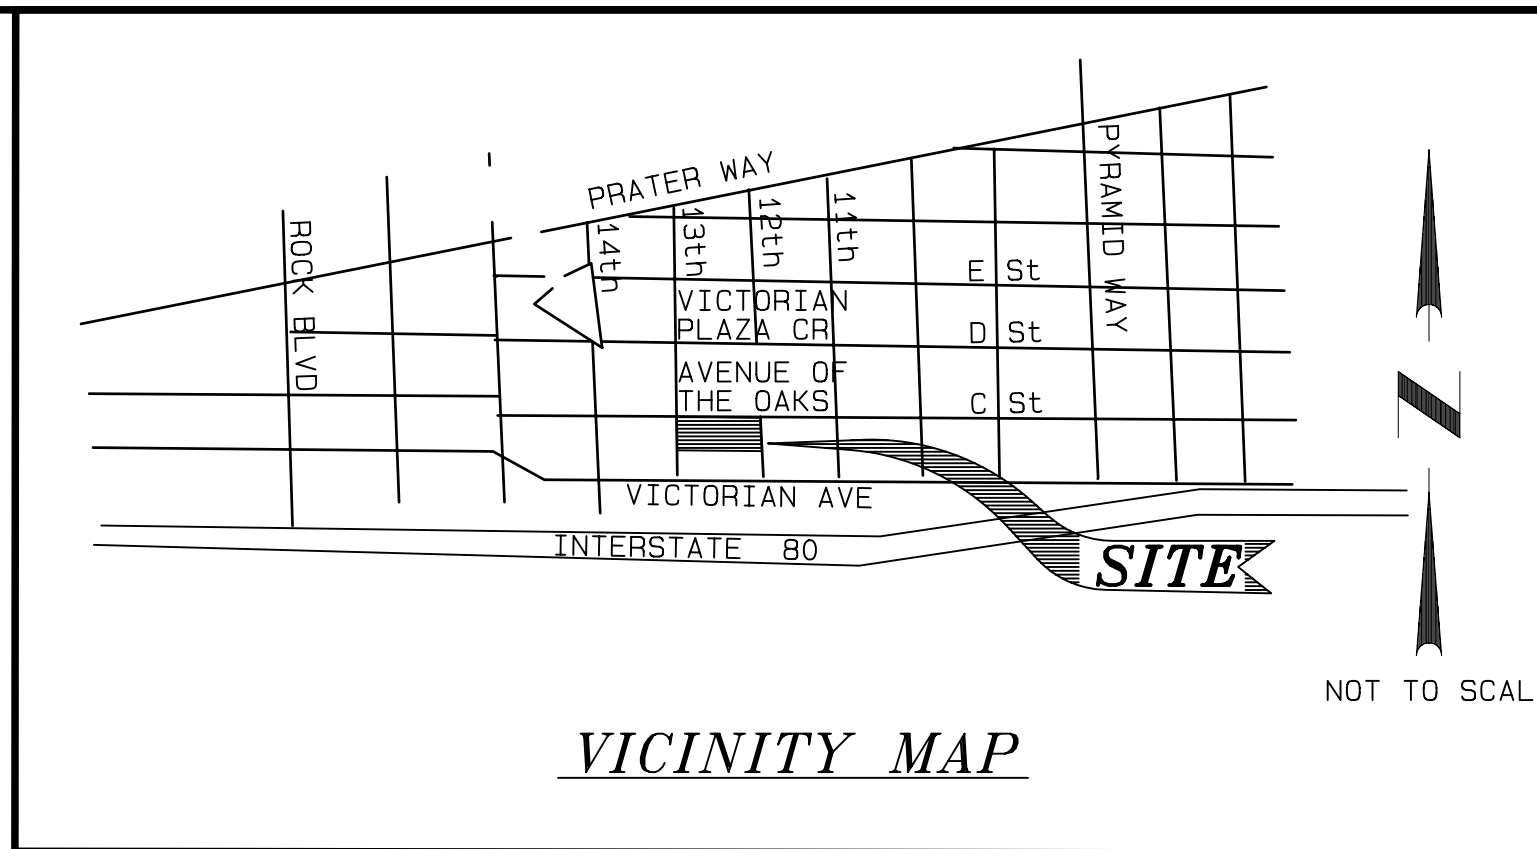 PRATER WAY
ROCK BLVD
14th
13th
12th
11th
PYRAMID WAY
E St
VICTORIAN
PLAZA CR
D St
AVENUE OF
THE OAKS
C St
VICTORIAN AVE
INTERSTATE 80
SITE
N
NOT TO SCAL
VICINITY MAP